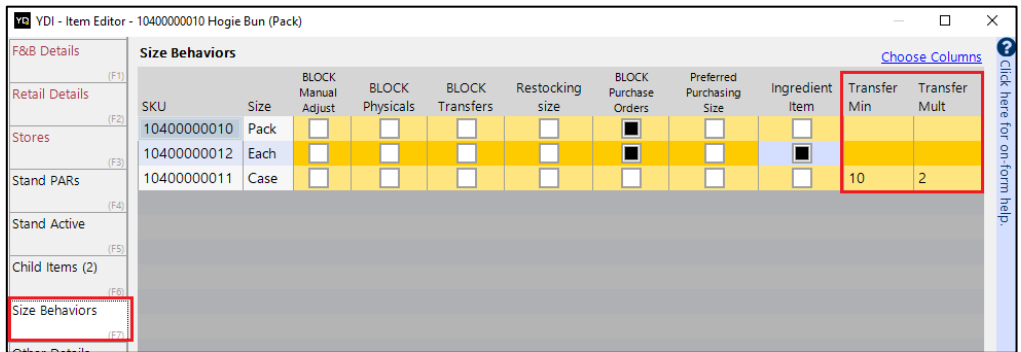 YDI - Item Editor - 10400000010 Hogie Bun (Pack)
F&B Details
(F1)
Retail Details
(F2)
Stores
(F3)
Stand PARs
(F4)
Stand Active
(F5)
Child Items (2)
(F6)
Size Behaviors
(F7)
Other Details
Size Behaviors
Choose Columns
SKU Size BLOCK Manual Adjust BLOCK Physicals BLOCK Transfers Restocking size BLOCK Purchase Orders Preferred Purchasing Size Ingredient Item Transfer Min Transfer Mult
10400000010 Pack
10400000012 Each
10400000011 Case 10 2
Click here for on-form help.